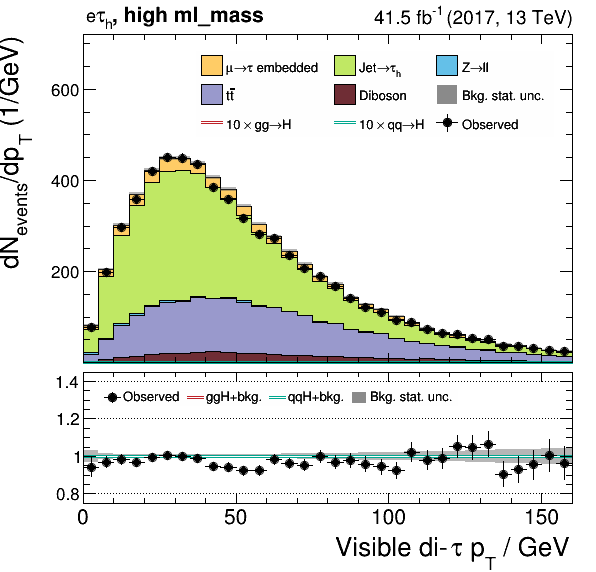 eτh, high ml_mass 41.5 fb-1 (2017, 13 TeV)
dNevents/dpT (1/GeV)
600
400
200
μ→τ embedded Jet→τh Z→ll
tt̄ Diboson Bkg. stat. unc.
10 × gg→H 10 × qq→H Observed
1.4
1.2
1
0.8
Observed ggH+bkg. qqH+bkg. Bkg. stat. unc.
0 50 100 150
Visible di-τ pT / GeV